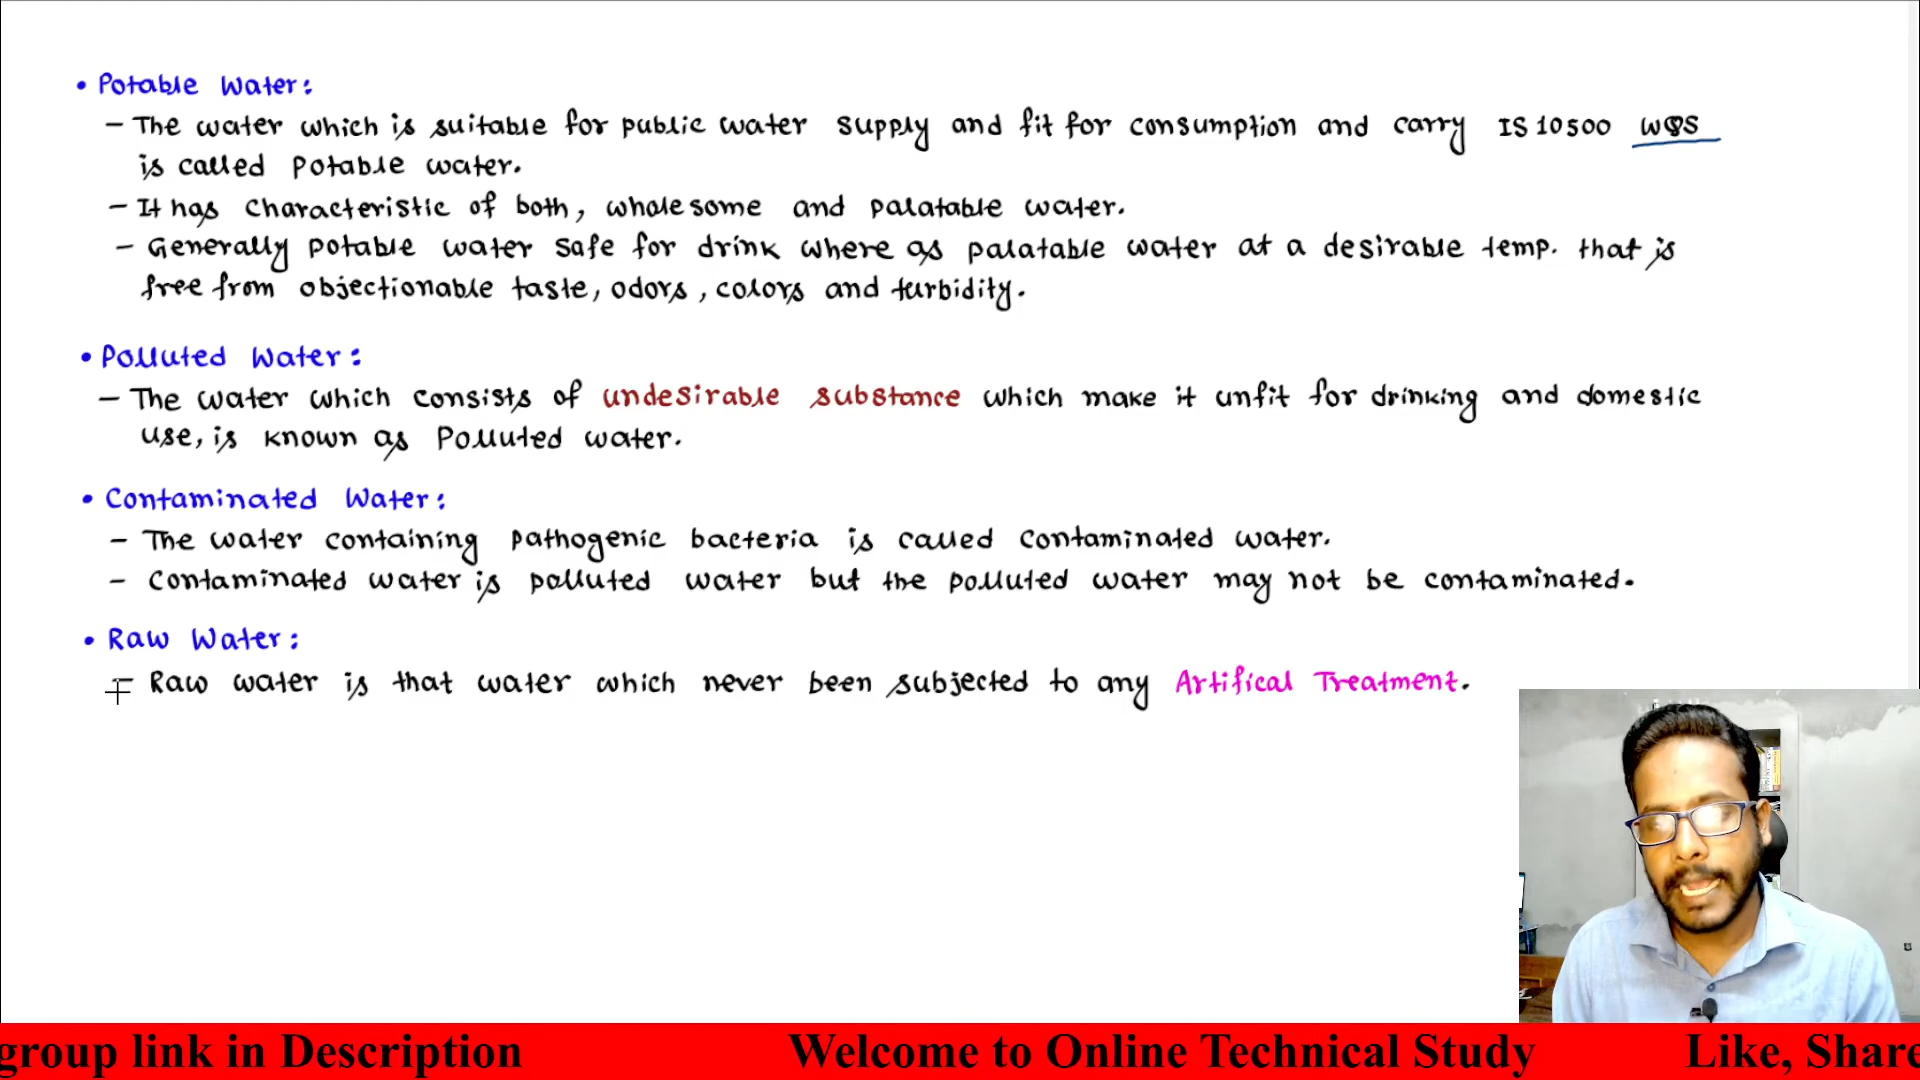 • Potable Water:
– The water which is suitable for public water supply and fit for consumption and carry IS 10500 WQS
is called Potable water.
– It has characteristic of both, wholesome and palatable water.
– Generally potable water safe for drink where as palatable water at a desirable temp. that is
free from objectionable taste, odors, colors and turbidity.
• Polluted Water:
– The water which consists of undesirable substance which make it unfit for drinking and domestic
use, is known as Polluted water.
• Contaminated Water:
– The water containing pathogenic bacteria is called contaminated water.
– Contaminated water is polluted water but the polluted water may not be contaminated.
• Raw Water:
– Raw water is that water which never been subjected to any Artifical Treatment.
group link in Description Welcome to Online Technical Study Like, Share